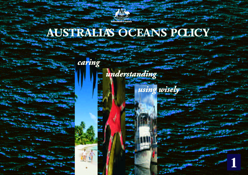 AUSTRALIA'S OCEANS POLICY
caring
understanding
using wisely
1